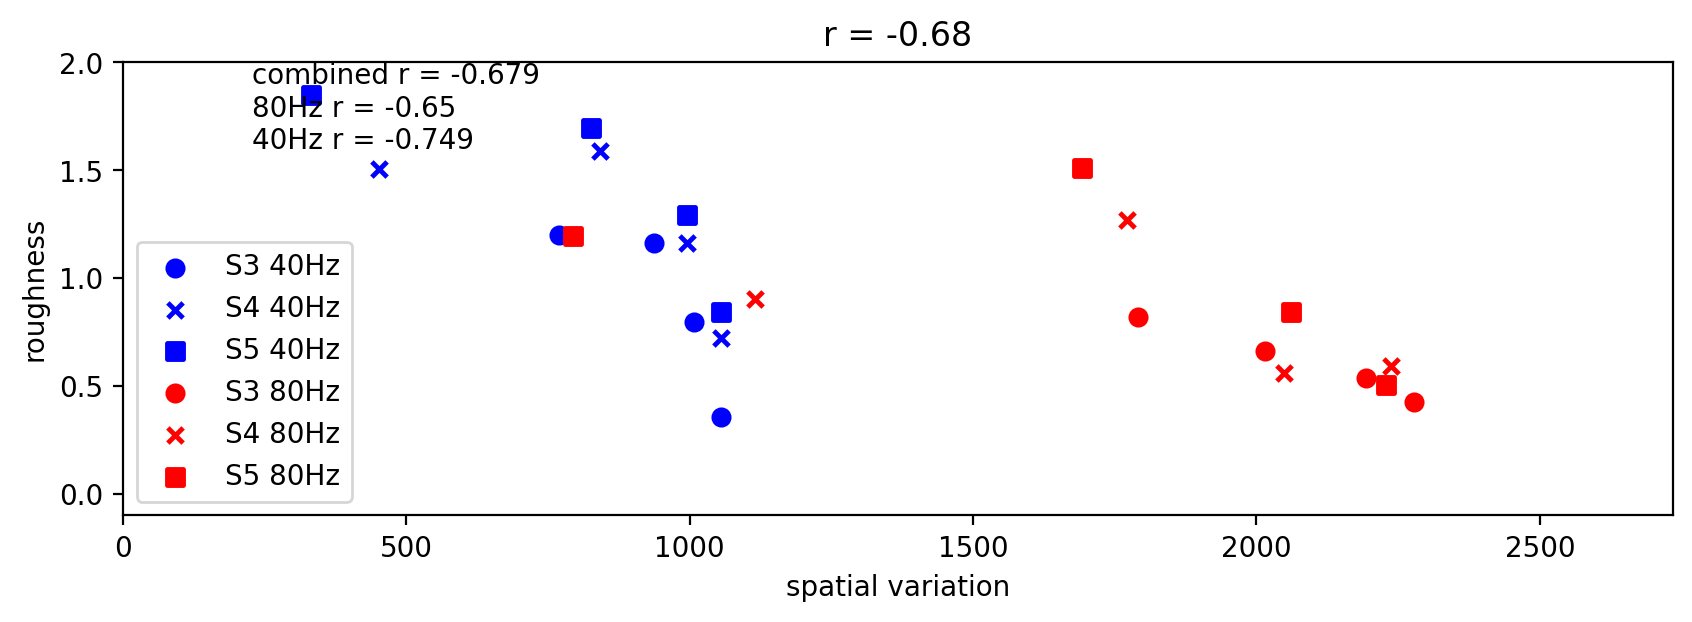 r = -0.68
combined r = -0.679
80Hz r = -0.65
40Hz r = -0.749
2.0
1.5
1.0
0.5
0.0
roughness
S3 40Hz
S4 40Hz
S5 40Hz
S3 80Hz
S4 80Hz
S5 80Hz
0 500 1000 1500 2000 2500
spatial variation